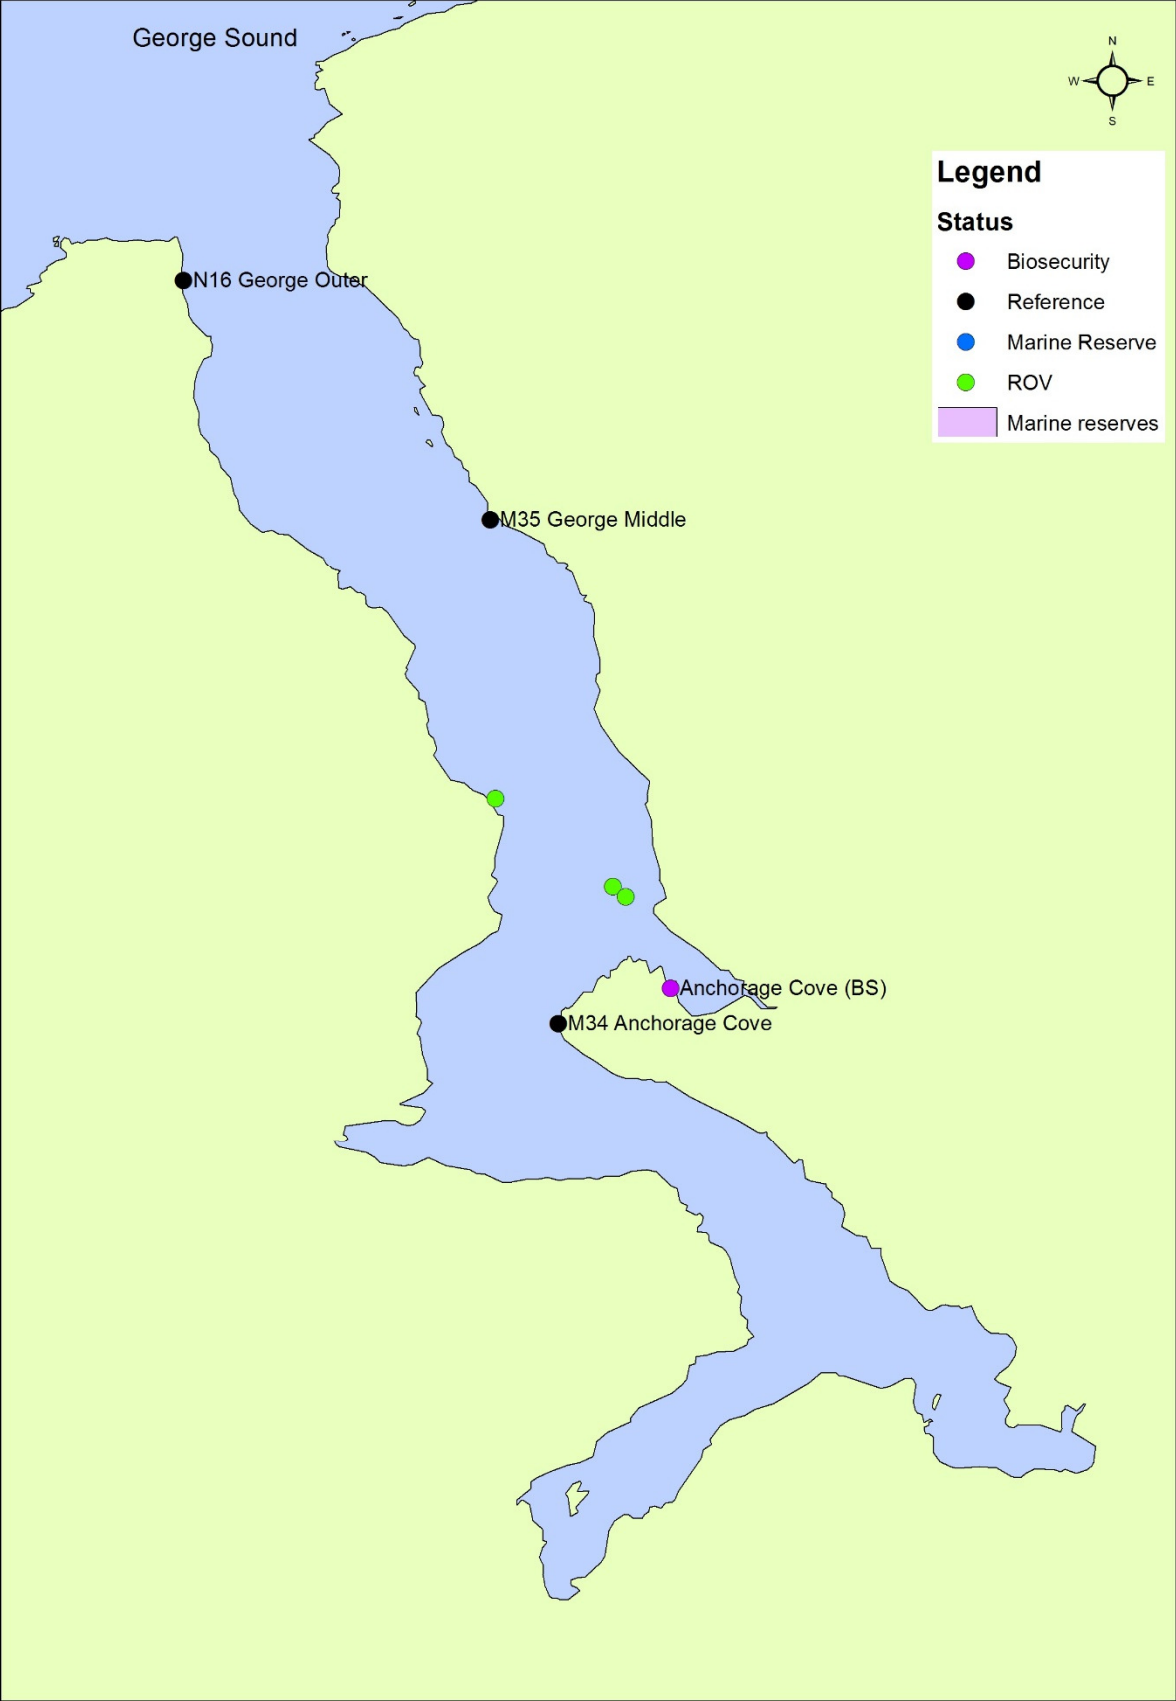 George Sound
N
W
E
S
Legend
Status
Biosecurity
Reference
Marine Reserve
ROV
Marine reserves
N16 George Outer
M35 George Middle
Anchorage Cove (BS)
M34 Anchorage Cove